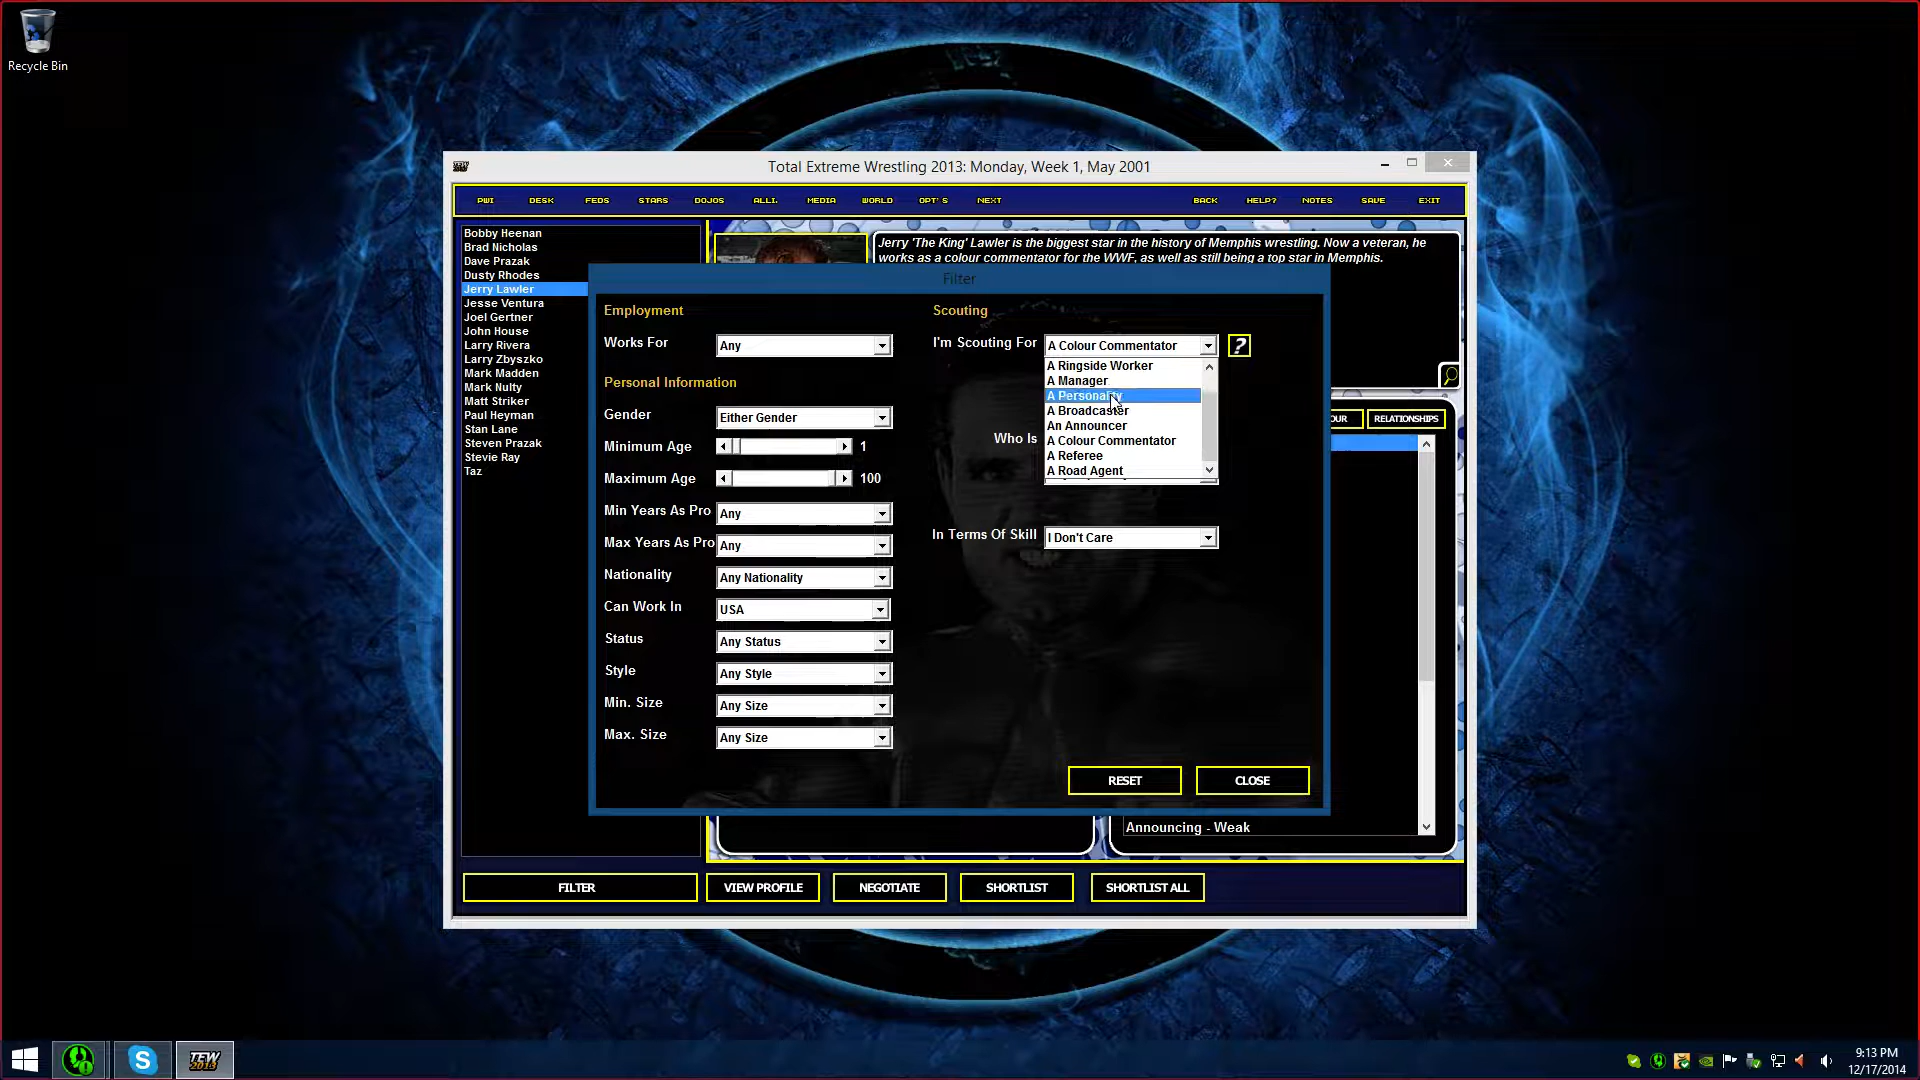 Recycle Bin
Total Extreme Wrestling 2013: Monday, Week 1, May 2001
PWI DESK FEDS STARS DOJOS ALLI. MEDIA WORLD OPT'S NEXT BACK HELP? NOTES SAVE EXIT
Bobby Heenan
Brad Nicholas
Dave Prazak
Dusty Rhodes
Jerry Lawler
Jesse Ventura
Joel Gertner
John House
Larry Rivera
Larry Zbyszko
Mark Madden
Mark Nulty
Matt Striker
Paul Heyman
Stan Lane
Steven Prazak
Stevie Ray
Taz
Jerry 'The King' Lawler is the biggest star in the history of Memphis wrestling. Now a veteran, he
works as a colour commentator for the WWF, as well as still being a top star in Memphis.
Filter
Employment
Works For Any
Personal Information
Gender Either Gender
Minimum Age 1
Maximum Age 100
Min Years As Pro Any
Max Years As Pro Any
Nationality Any Nationality
Can Work In USA
Status Any Status
Style Any Style
Min. Size Any Size
Max. Size Any Size
Scouting
I'm Scouting For A Colour Commentator ?
A Ringside Worker
A Manager
A Personality
A Broadcaster
An Announcer
A Colour Commentator
A Referee
A Road Agent
Who Is
In Terms Of Skill I Don't Care
RESET CLOSE
OUR RELATIONSHIPS
Announcing - Weak
FILTER VIEW PROFILE NEGOTIATE SHORTLIST SHORTLIST ALL
TEW
2013
9:13 PM
12/17/2014